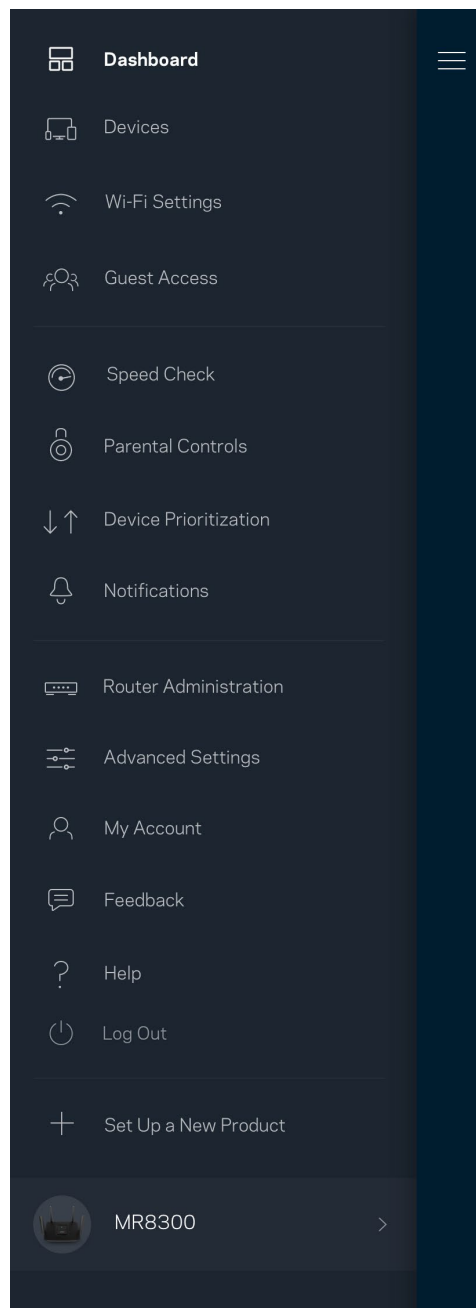 Dashboard
Devices
Wi-Fi Settings
Guest Access
Speed Check
Parental Controls
Device Prioritization
Notifications
Router Administration
Advanced Settings
My Account
Feedback
Help
Log Out
Set Up a New Product
MR8300